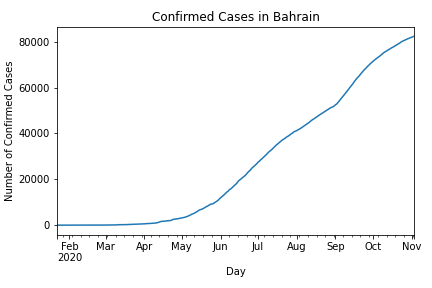 Confirmed Cases in Bahrain
Number of Confirmed Cases
80000
60000
40000
20000
0
Feb Mar Apr May Jun Jul Aug Sep Oct Nov
2020
Day